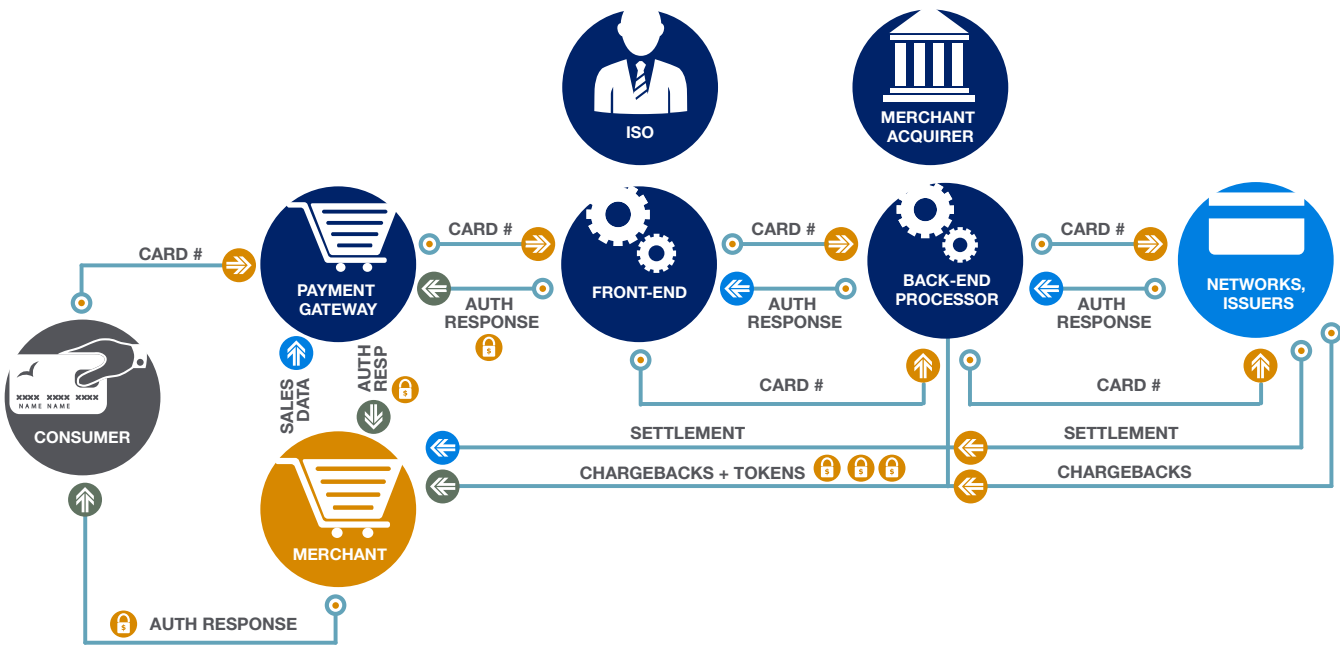 ISO
MERCHANT
ACQUIRER
CARD #
PAYMENT
GATEWAY
CARD #
AUTH
RESPONSE
$
FRONT-END
CARD #
AUTH
RESPONSE
BACK-END
PROCESSOR
CARD #
AUTH
RESPONSE
NETWORKS,
ISSUERS
XXXX XXXX XXXX
NAME NAME
CONSUMER
SALES
DATA
AUTH
RESP
$
CARD #
CARD #
SETTLEMENT
SETTLEMENT
CHARGEBACKS + TOKENS
$ $ $
CHARGEBACKS
MERCHANT
$
AUTH RESPONSE